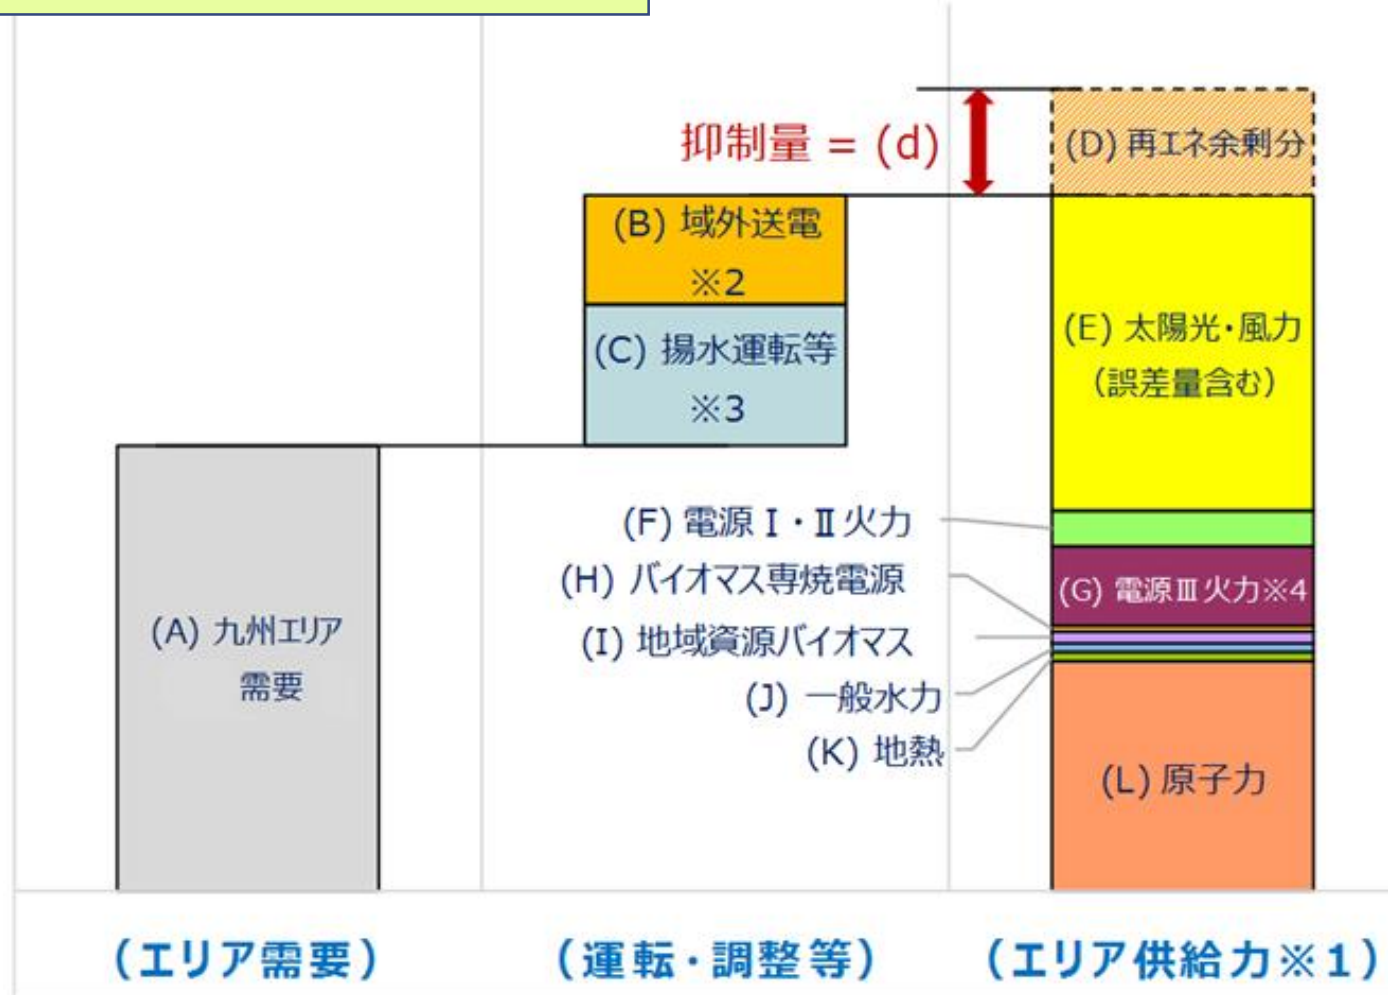 抑制量 = (d)
(D) 再エネ余剰分
(B) 域外送電
※2
(C) 揚水運転等
※3
(E) 太陽光・風力
(誤差量含む)
(F) 電源Ⅰ・Ⅱ火力
(H) バイオマス専焼電源
(G) 電源Ⅲ火力※4
(A) 九州エリア
需要
(I) 地域資源バイオマス
(J) 一般水力
(K) 地熱
(L) 原子力
(エリア需要)
(運転・調整等)
(エリア供給力※1)